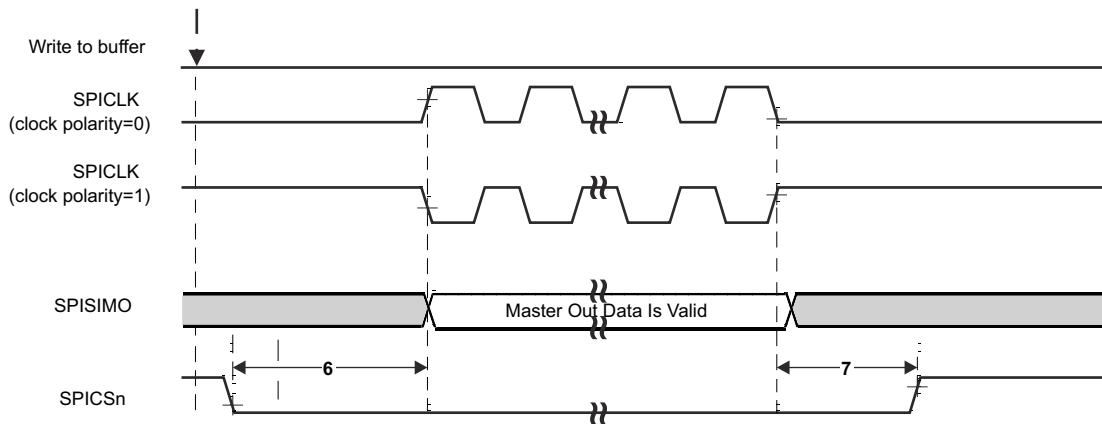 Write to buffer
SPICLK
(clock polarity=0)
SPICLK
(clock polarity=1)
SPISIMO
Master Out Data Is Valid
6
7
SPICSn